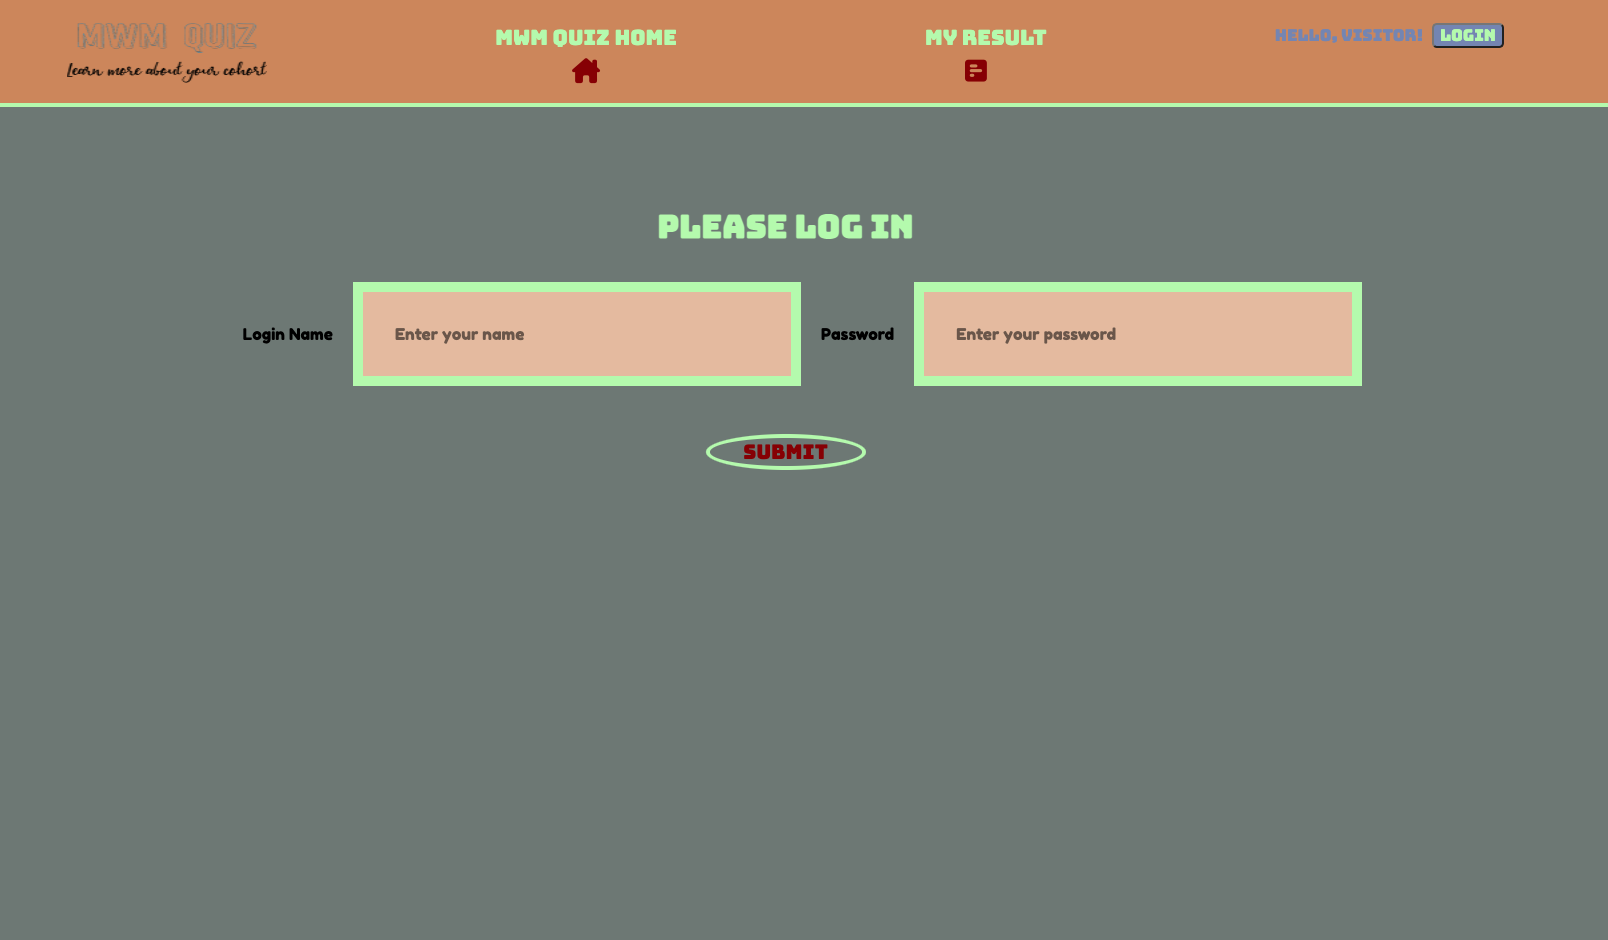 MWM QUIZ
Learn more about your cohort
MWM QUIZ HOME
MY RESULT
HELLO, VISITOR!
LOGIN
PLEASE LOG IN
Login Name
Enter your name
Password
Enter your password
SUBMIT